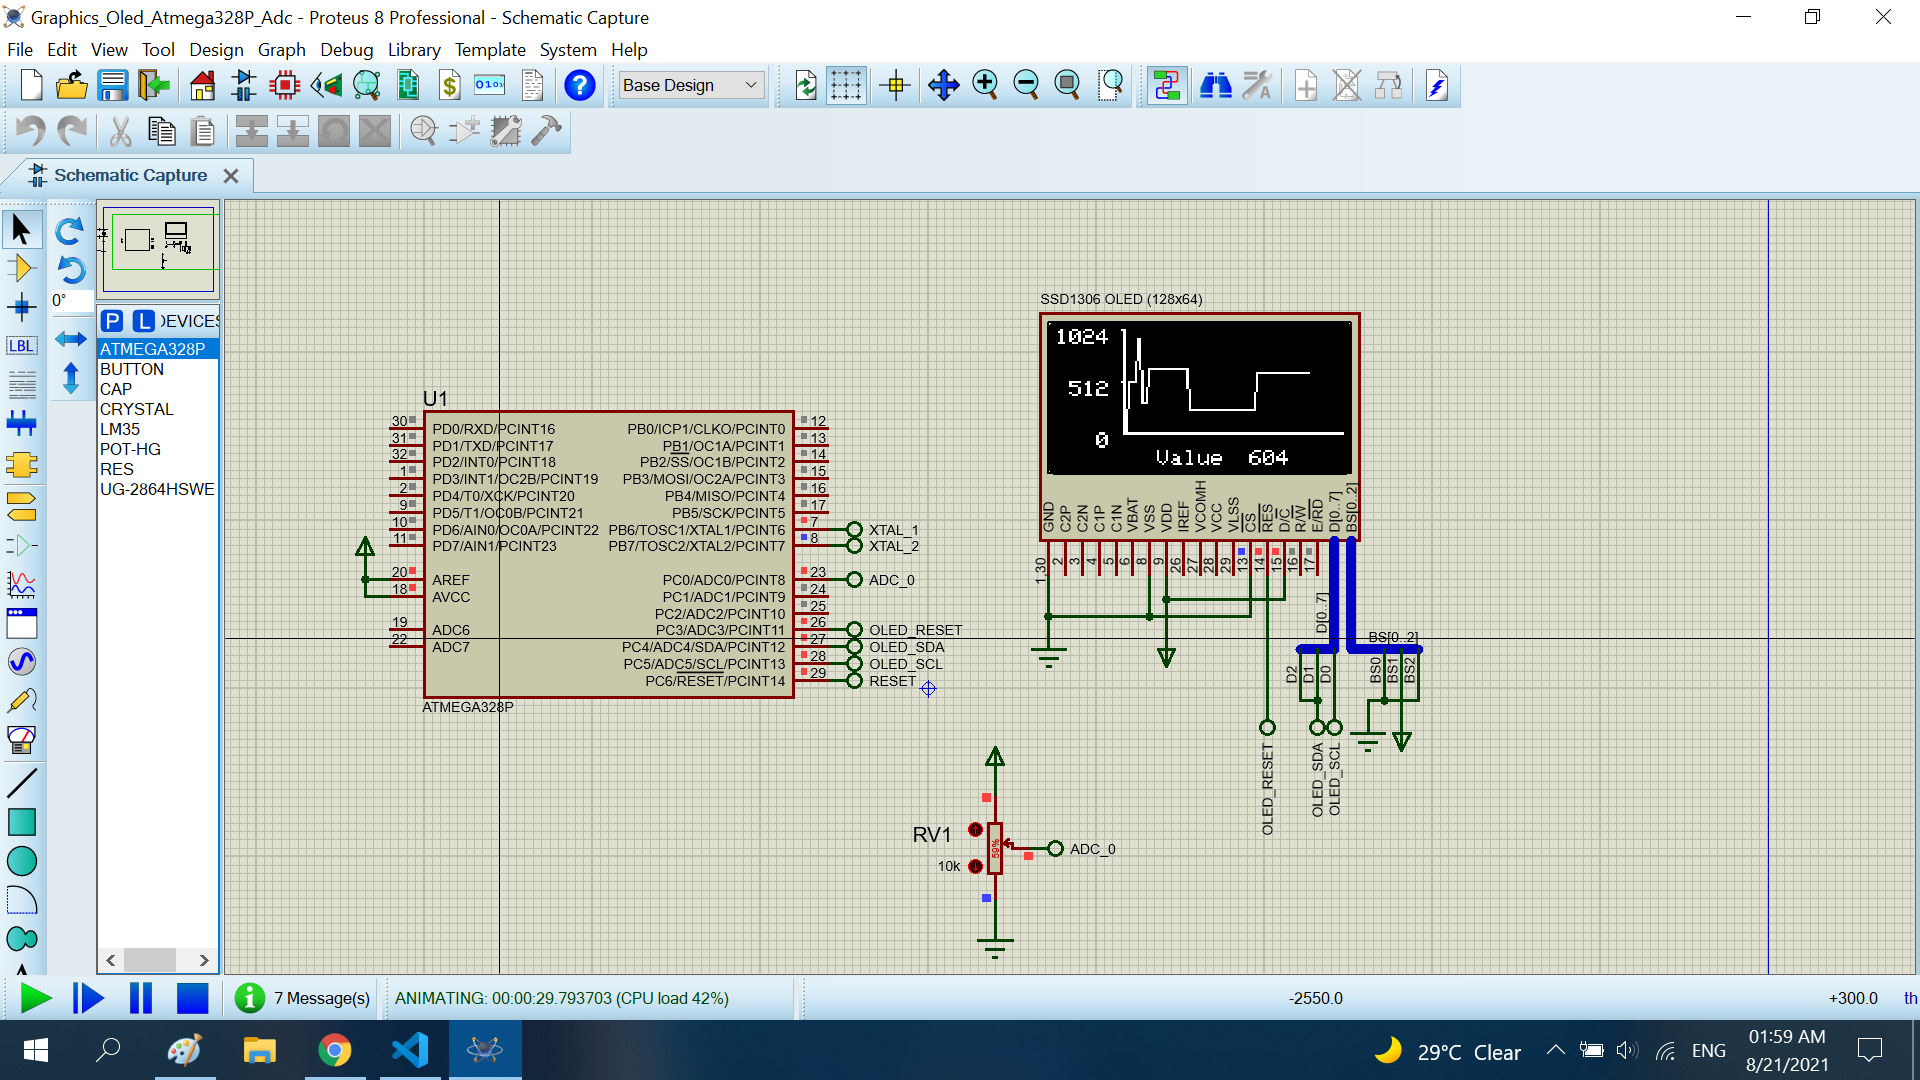 Graphics_Oled_Atmega328P_Adc - Proteus 8 Professional - Schematic Capture
File Edit View Tool Design Graph Debug Library Template System Help
Base Design
Schematic Capture
0°
P L DEVICES
LBL
ATMEGA328P
BUTTON
CAP
CRYSTAL
LM35
POT-HG
RES
UG-2864HSWE
U1
30 PD0/RXD/PCINT16
31 PD1/TXD/PCINT17
32 PD2/INT0/PCINT18
1 PD3/INT1/OC2B/PCINT19
2 PD4/T0/XCK/PCINT20
9 PD5/T1/OC0B/PCINT21
10 PD6/AIN0/OC0A/PCINT22
11 PD7/AIN1/PCINT23
20 AREF
18 AVCC
19 ADC6
22 ADC7
PB0/ICP1/CLKO/PCINT0 12
PB1/OC1A/PCINT1 13
PB2/SS/OC1B/PCINT2 14
PB3/MOSI/OC2A/PCINT3 15
PB4/MISO/PCINT4 16
PB5/SCK/PCINT5 17
PB6/TOSC1/XTAL1/PCINT6 7 XTAL_1
PB7/TOSC2/XTAL2/PCINT7 8 XTAL_2
PC0/ADC0/PCINT8 23 ADC_0
PC1/ADC1/PCINT9 24
PC2/ADC2/PCINT10 25
PC3/ADC3/PCINT11 26 OLED_RESET
PC4/ADC4/SDA/PCINT12 27 OLED_SDA
PC5/ADC5/SCL/PCINT13 28 OLED_SCL
PC6/RESET/PCINT14 29 RESET
ATMEGA328P
SSD1306 OLED (128x64)
1024
512
0
Value 604
GND C2P C2N C1P C1N VBAT VSS VDD IREF VCOMH VCC VLSS CS RES D/C R/W E/RD D[0..7] BS[0..2]
1,30 2 3 4 5 6 8 9 26 27 28 29 13 14 15 16 17
D[0..7]
BS[0..2]
D2 D1 D0 BS0 BS1 BS2
OLED_RESET
OLED_SDA
OLED_SCL
RV1
10k
59%
ADC_0
7 Message(s)
ANIMATING: 00:00:29.793703 (CPU load 42%)
-2550.0
+300.0
th
29°C Clear
ENG
01:59 AM
8/21/2021